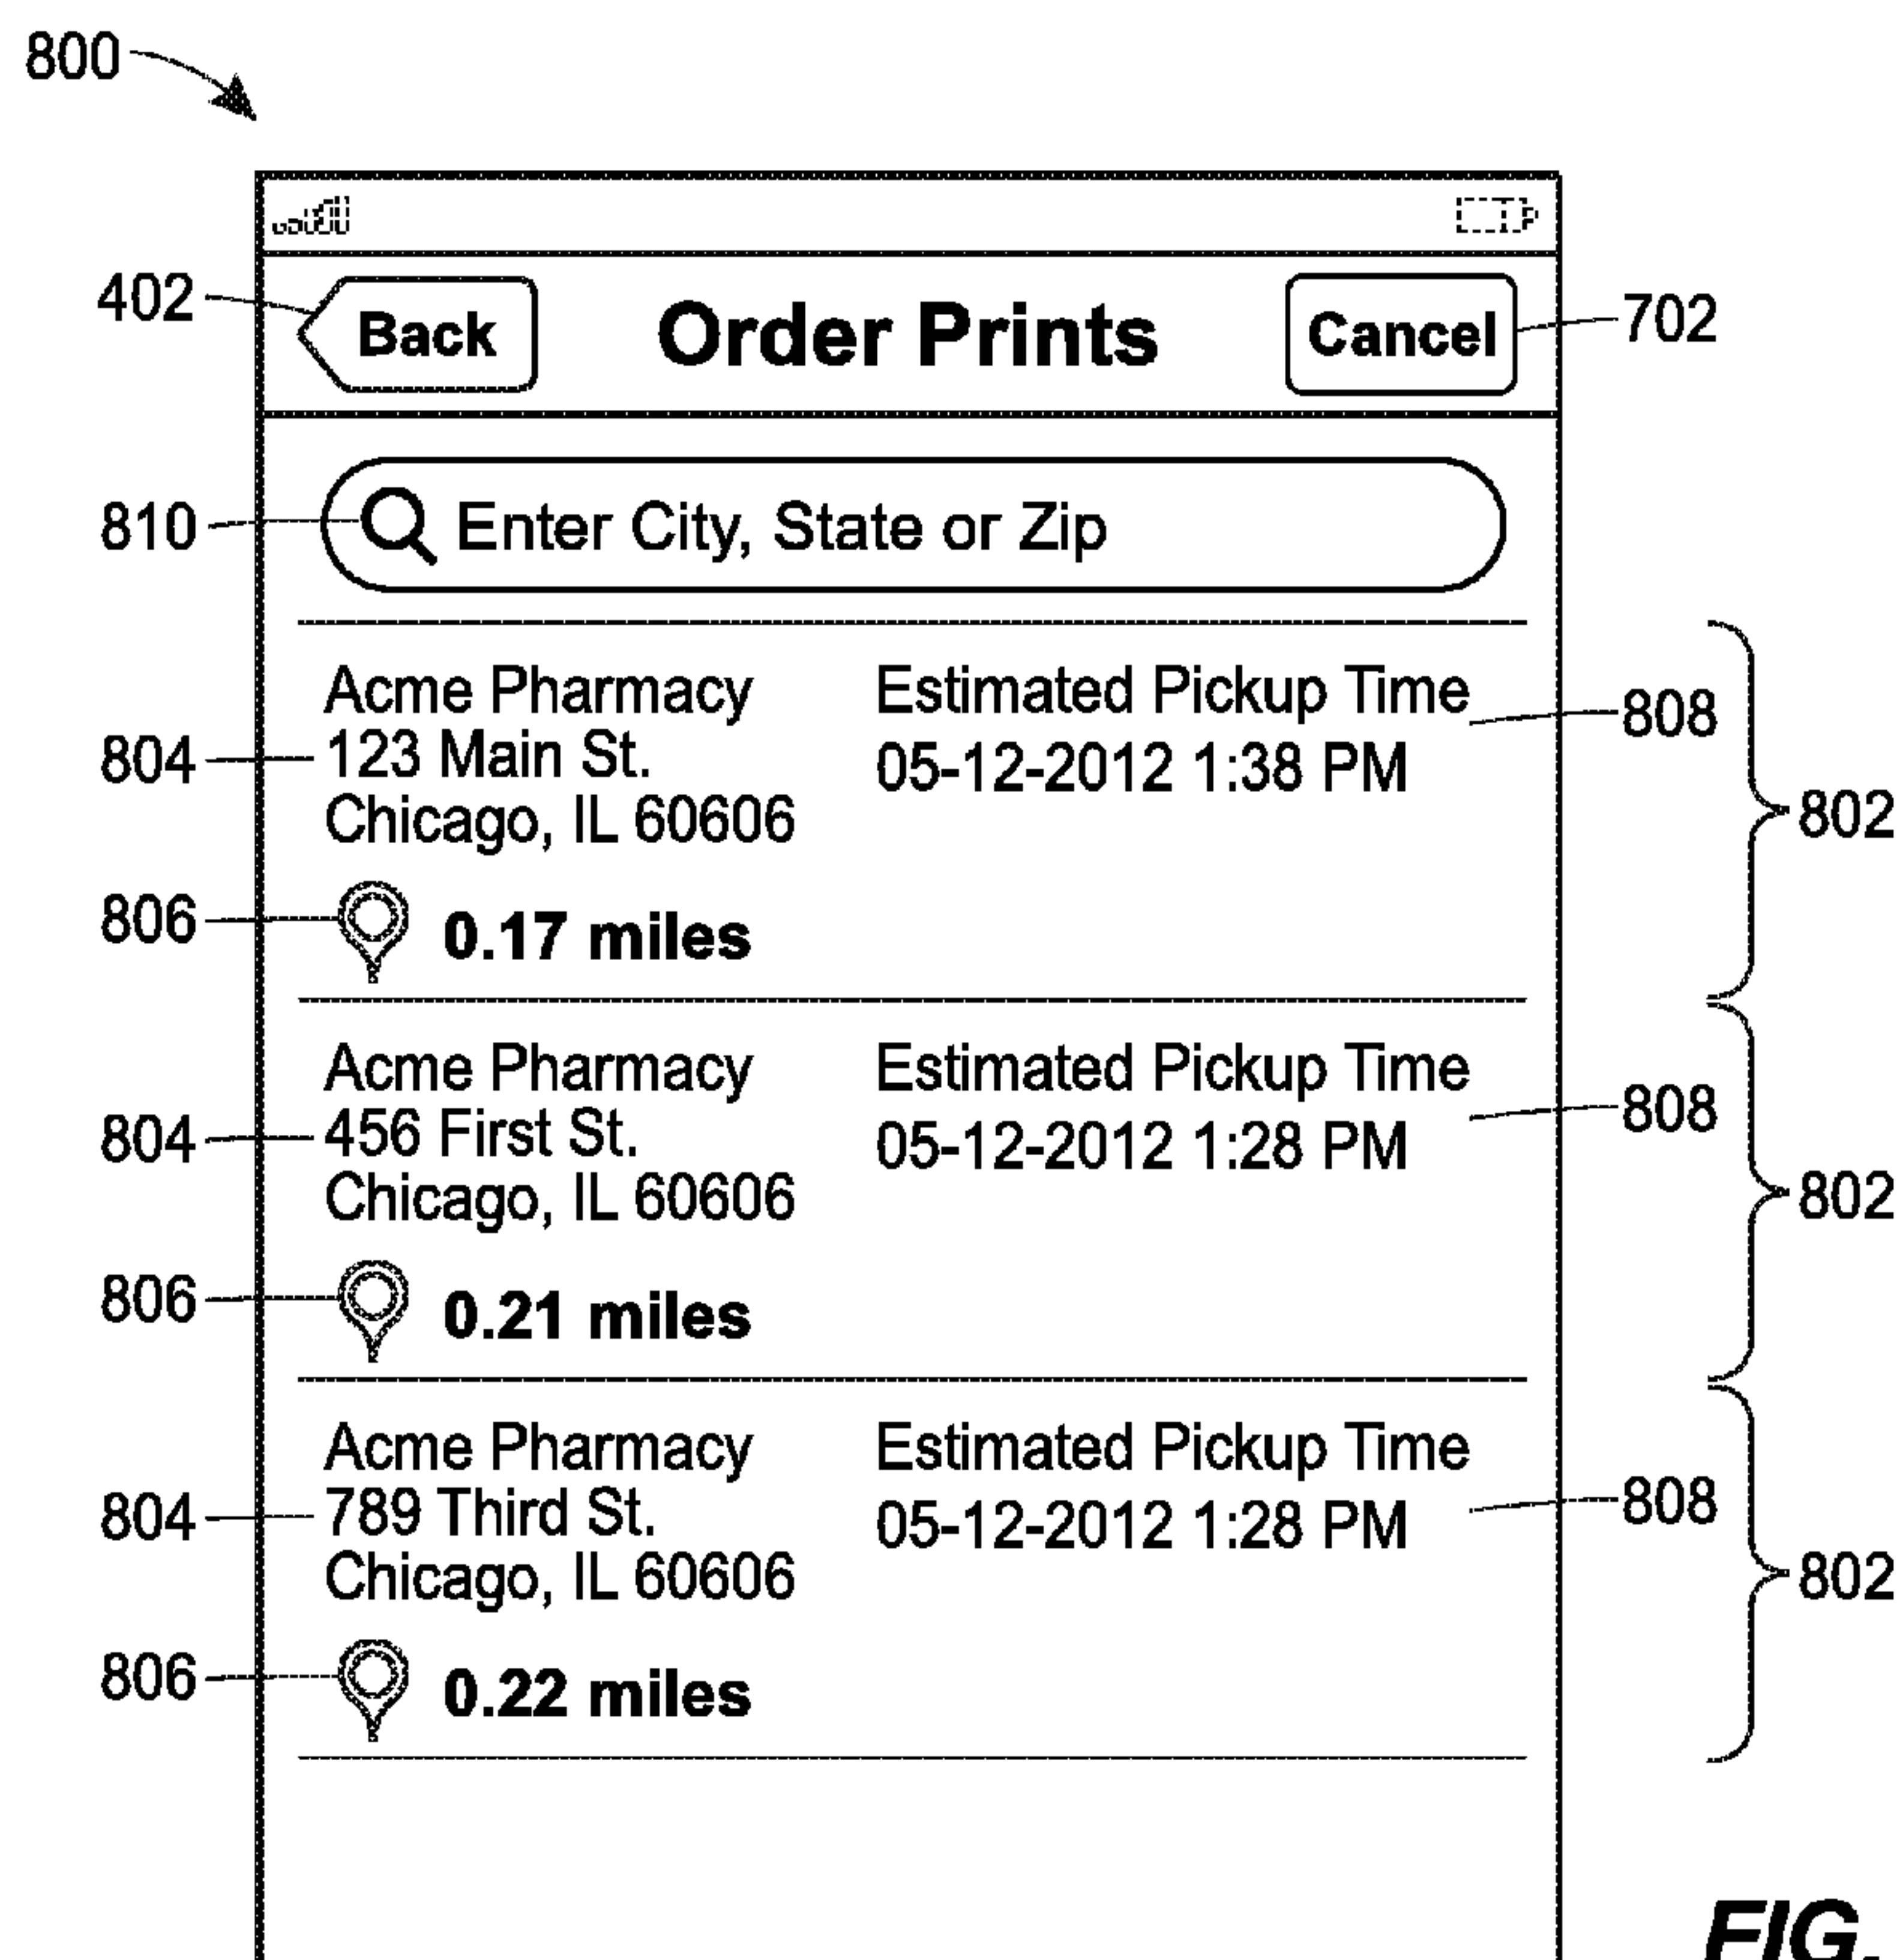 800
402
Back
Order Prints
Cancel
702
810
Enter City, State or Zip
Acme Pharmacy
Estimated Pickup Time
808
804
123 Main St.
05-12-2012 1:38 PM
802
Chicago, IL 60606
806
0.17 miles
Acme Pharmacy
Estimated Pickup Time
808
804
456 First St.
05-12-2012 1:28 PM
802
Chicago, IL 60606
806
0.21 miles
Acme Pharmacy
Estimated Pickup Time
808
804
789 Third St.
05-12-2012 1:28 PM
802
Chicago, IL 60606
806
0.22 miles
FIG.